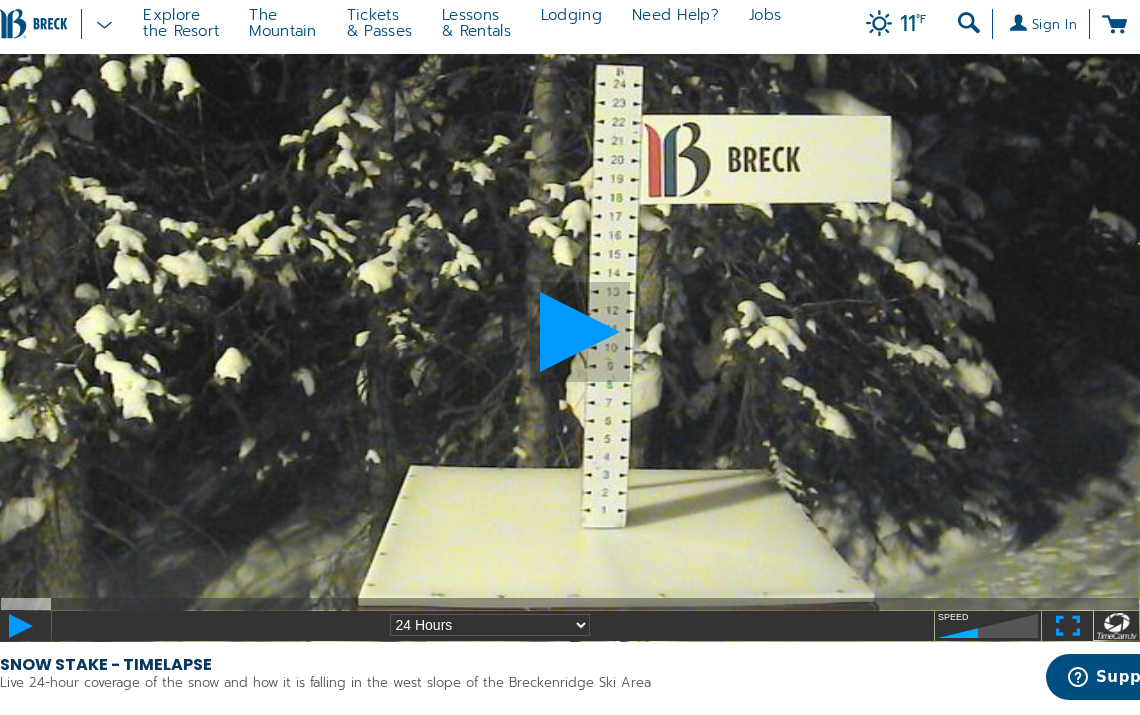 BRECK
Explore
the Resort
The
Mountain
Tickets
& Passes
Lessons
& Rentals
Lodging
Need Help?
Jobs
11°F
Sign In
24
23
22
21
20
19
18
17
16
15
14
13
12
11
10
9
8
7
6
5
4
3
2
1
BRECK
24 Hours
SPEED
TimeCam.tv
SNOW STAKE - TIMELAPSE
Live 24-hour coverage of the snow and how it is falling in the west slope of the Breckenridge Ski Area
Supp